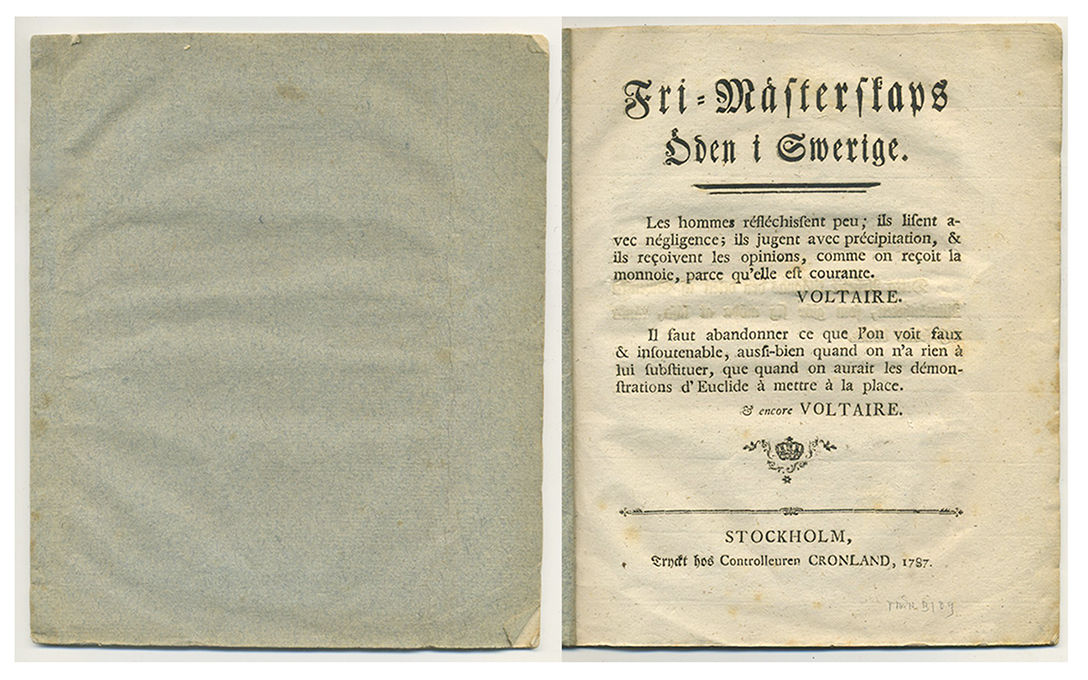 Fri-Mäſterſkaps
Öden i Swerige.
Les hommes réfléchiſſent peu; ils liſent a-
vec négligence; ils jugent avec précipitation, &
ils reçoivent les opinions, comme on reçoit la
monnoie, parce qu'elle eſt courante.
VOLTAIRE.
Il faut abandonner ce que l'on voit faux
& inſoutenable, auſſi-bien quand on n'a rien à
lui ſubſtituer, que quand on aurait les démon-
ſtrations d'Euclide à mettre à la place.
& encore VOLTAIRE.
STOCKHOLM,
Tryckt hos Controlleuren CRONLAND, 1787.